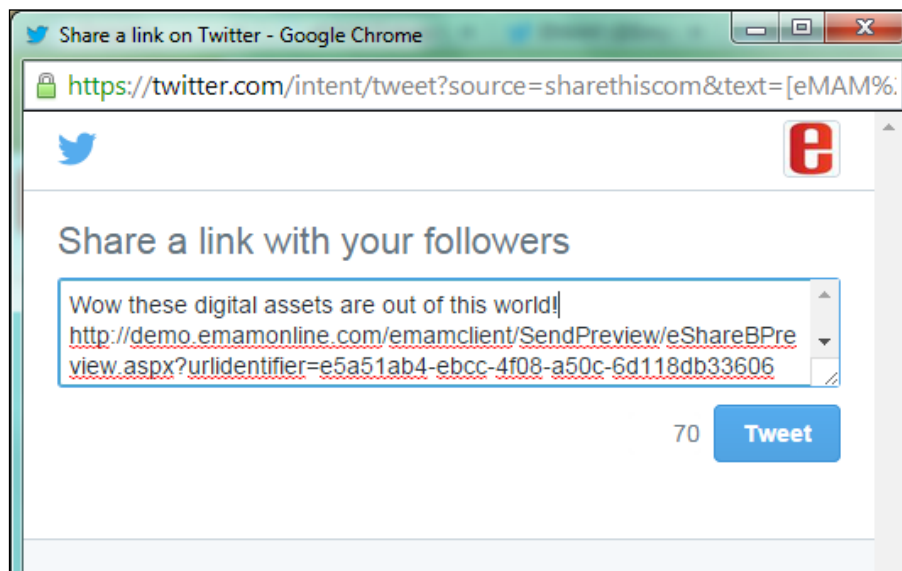 Share a link on Twitter - Google Chrome
https://twitter.com/intent/tweet?source=sharethiscom&text=[eMAM%
e
Share a link with your followers
Wow these digital assets are out of this world!
http://demo.emamonline.com/emamclient/SendPreview/eShareBPre
view.aspx?urlidentifier=e5a51ab4-ebcc-4f08-a50c-6d118db33606
70 Tweet